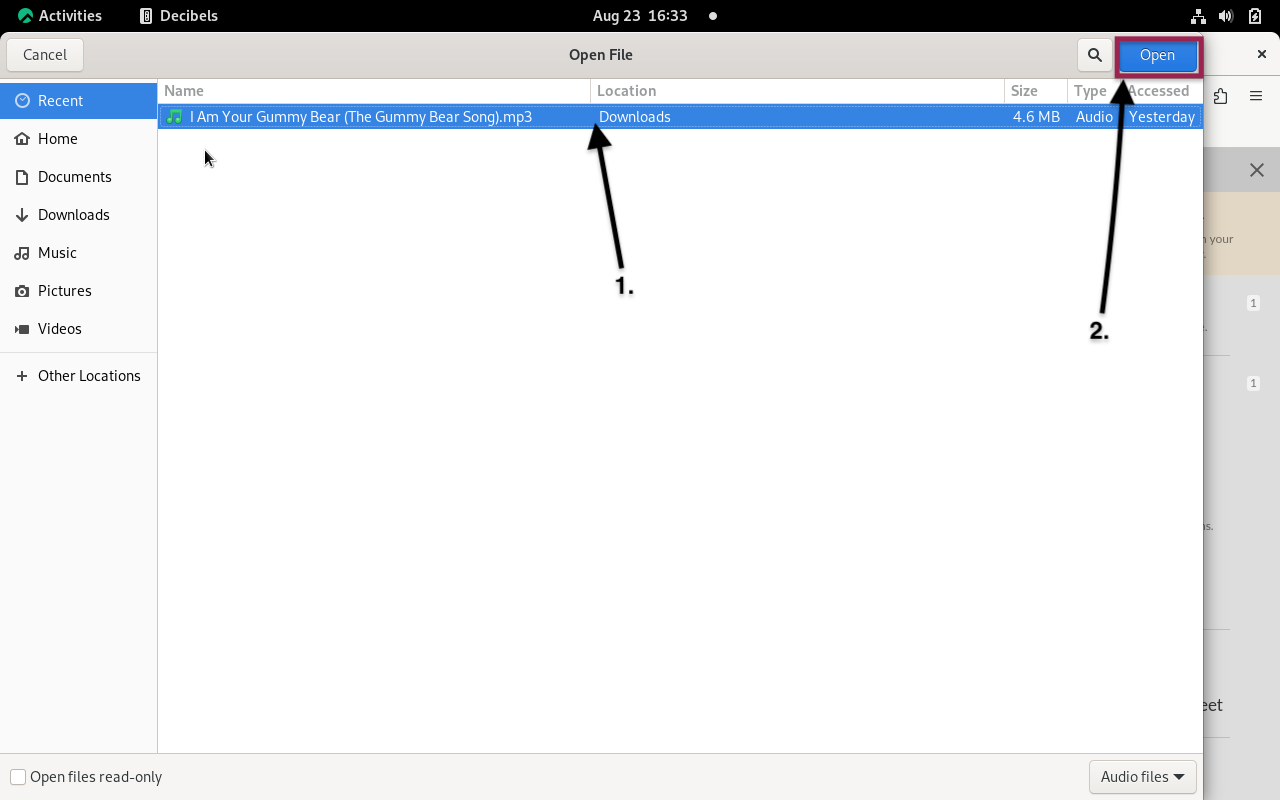 Activities Decibels Aug 23 16:33
Cancel Open File Open
Name Location Size Type Accessed
Recent
I Am Your Gummy Bear (The Gummy Bear Song).mp3 Downloads 4.6 MB Audio Yesterday
Home
Documents
Downloads
Music
Pictures
Videos
Other Locations
your
1.
1
2.
1
eet
Open files read-only Audio files